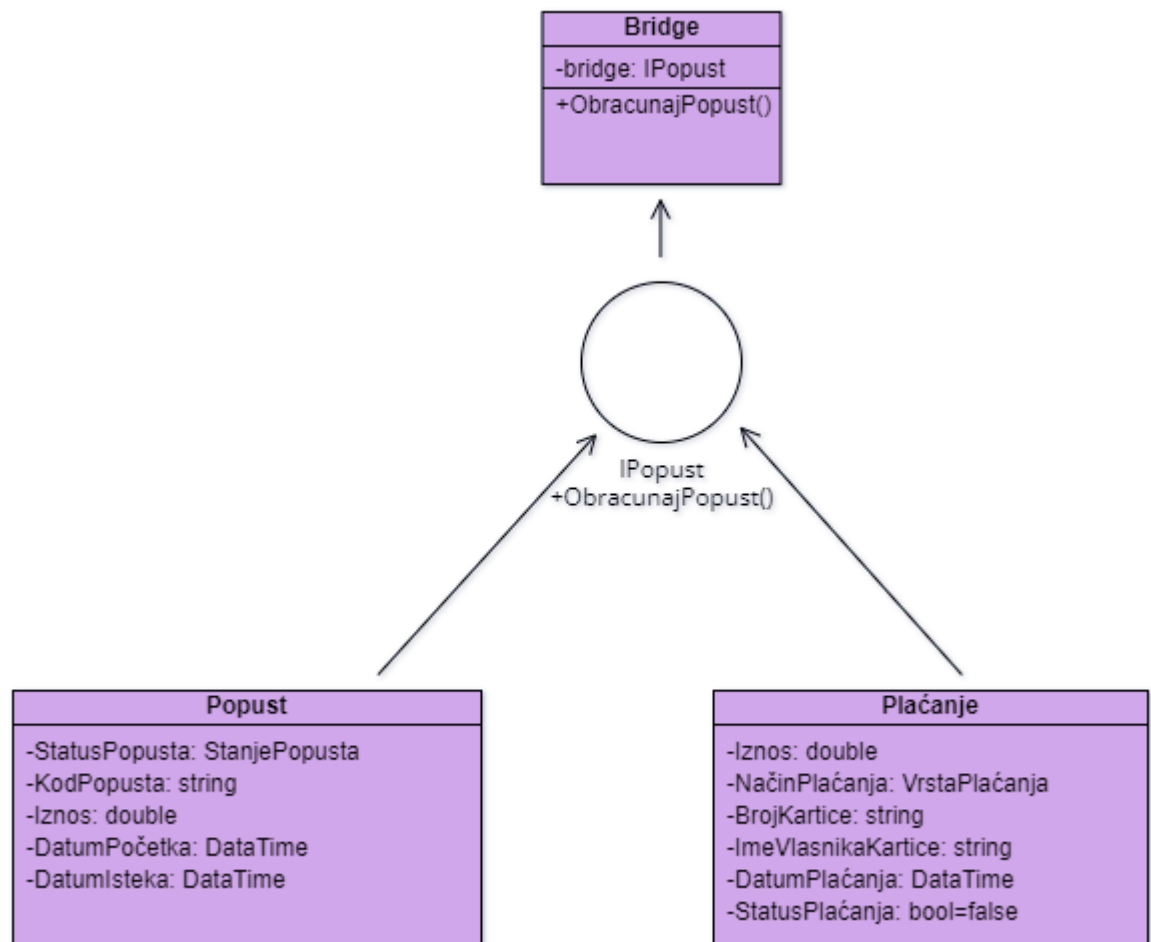 Bridge
-bridge: IPopust
+ObracunajPopust()
IPopust
+ObracunajPopust()
Popust
-StatusPopusta: StanjePopusta
-KodPopusta: string
-Iznos: double
-DatumPočetka: DataTime
-DatumIsteka: DataTime
Plaćanje
-Iznos: double
-NačinPlaćanja: VrstaPlaćanja
-BrojKartice: string
-ImeVlasnikaKartice: string
-DatumPlaćanja: DataTime
-StatusPlaćanja: bool=false